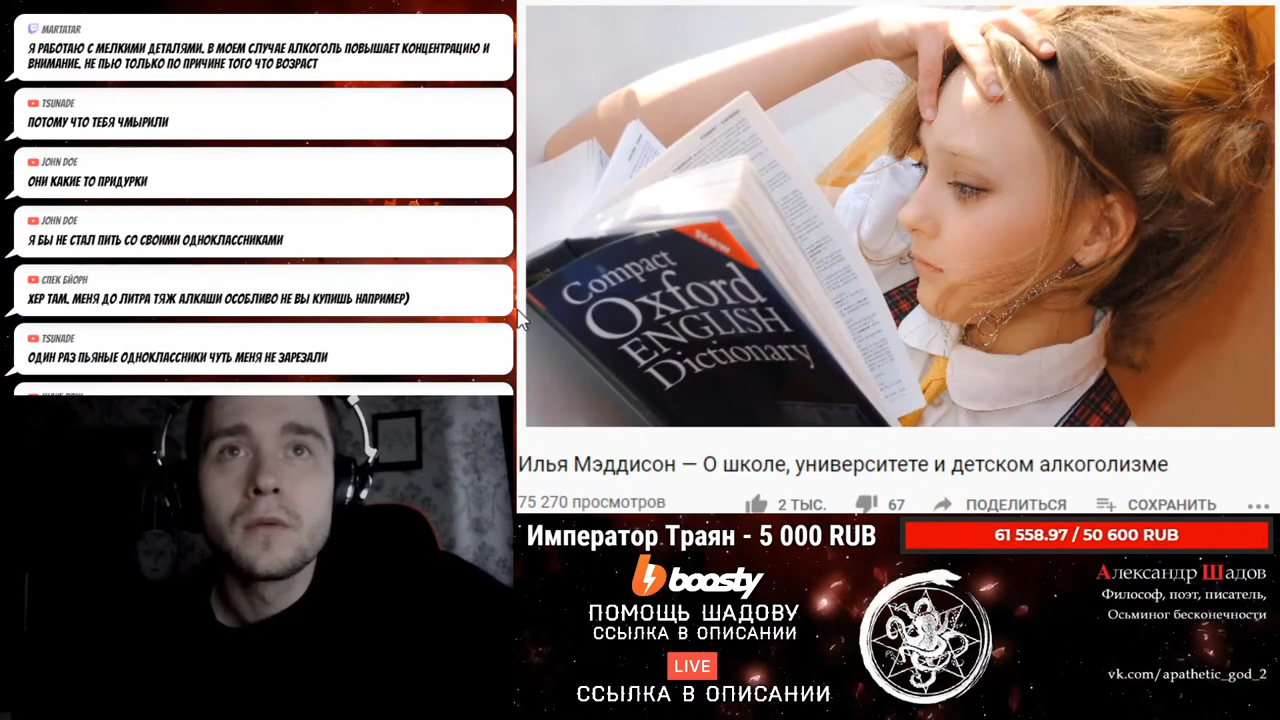 MARTATAR
Я РАБОТАЮ С МЕЛКИМИ ДЕТАЛЯМИ. В МОЕМ СЛУЧАЕ АЛКОГОЛЬ ПОВЫШАЕТ КОНЦЕНТРАЦИЮ И
ВНИМАНИЕ. НЕ ПЬЮ ТОЛЬКО ПО ПРИЧИНЕ ТОГО ЧТО ВОЗРАСТ
TSUNADE
ПОТОМУ ЧТО ТЕБЯ ЧМЫРИЛИ
JOHN DOE
ОНИ КАКИЕ ТО ПРИДУРКИ
JOHN DOE
Я БЫ НЕ СТАЛ ПИТЬ СО СВОИМИ ОДНОКЛАССНИКАМИ
СПЕК БЙОРН
ХЕР ТАМ. МЕНЯ ДО ЛИТРА ТЯЖ АЛКАШИ ОСОБЛИВО НЕ ВЫ КУПИШЬ НАПРИМЕР)
TSUNADE
ОДИН РАЗ ПЬЯНЫЕ ОДНОКЛАССНИКИ ЧУТЬ МЕНЯ НЕ ЗАРЕЗАЛИ
New
Compact
Oxford
ENGLISH
Dictionary
Илья Мэддисон — О школе, университете и детском алкоголизме
75 270 просмотров
2 ТЫС.
67
ПОДЕЛИТЬСЯ
СОХРАНИТЬ
Император Траян - 5 000 RUB
61 558.97 / 50 600 RUB
boosty
ПОМОЩЬ ШАДОВУ
ССЫЛКА В ОПИСАНИИ
LIVE
ССЫЛКА В ОПИСАНИИ
Александр Шадов
Философ, поэт, писатель,
Осьминог бесконечности
vk.com/apathetic_god_2